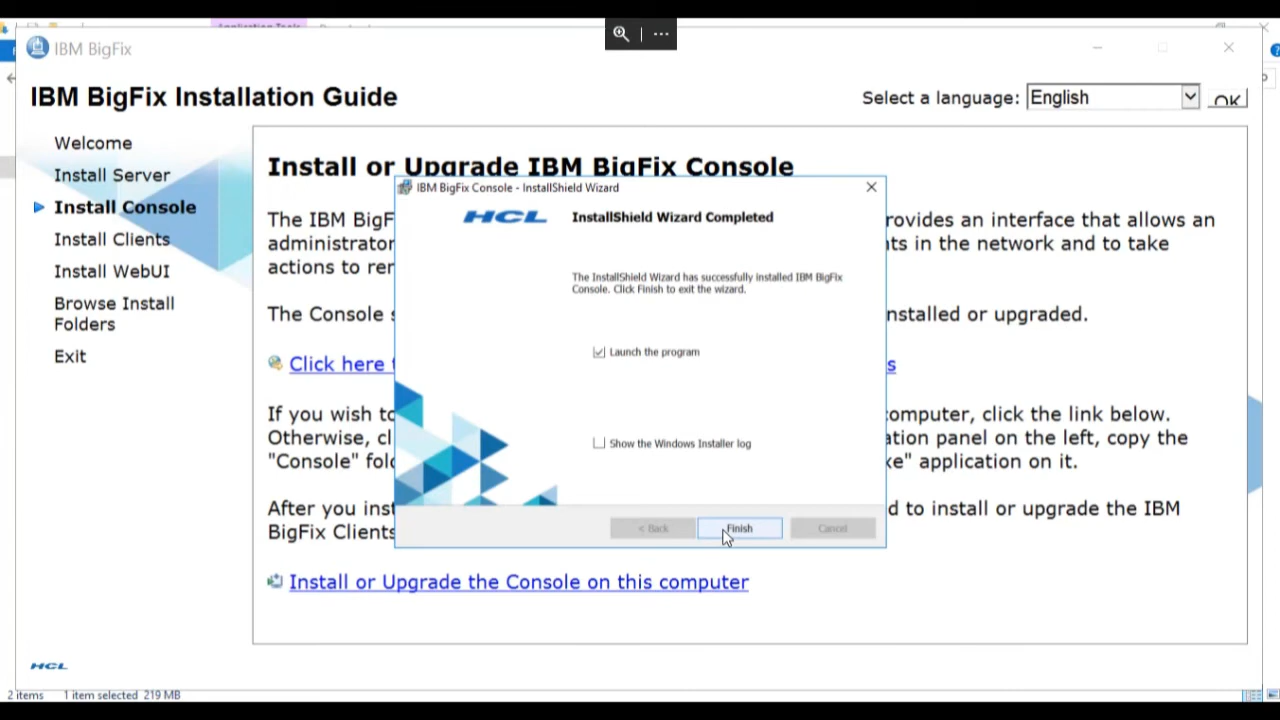 IBM BigFix
IBM BigFix Installation Guide
Select a language:
English
OK
Welcome
Install Server
Install Console
Install Clients
Install WebUI
Browse Install
Folders
Exit
Install or Upgrade IBM BigFix Console
The IBM BigF
rovides an interface that allows an
administrator
nts in the network and to take
actions to rem
The Console s
nstalled or upgraded.
Click here t
s
If you wish to
omputer, click the link below.
Otherwise, cl
ation panel on the left, copy the
"Console" fold
xe" application on it.
After you inst
d to install or upgrade the IBM
BigFix Clients
Install or Upgrade the Console on this computer
IBM BigFix Console - InstallShield Wizard
HCL
InstallShield Wizard Completed
The InstallShield Wizard has successfully installed IBM BigFix
Console. Click Finish to exit the wizard.
Launch the program
Show the Windows Installer log
< Back
Finish
Cancel
HCL
2 items
1 item selected 219 MB